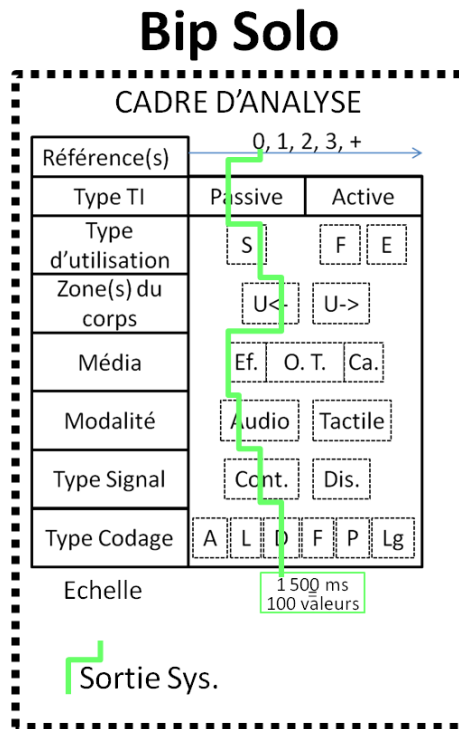 Bip Solo
CADRE D'ANALYSE
Référence(s) 0, 1, 2, 3, +
Type TI Passive Active
Type d'utilisation S F E
Zone(s) du corps U<- U->
Média Ef. O. T. Ca.
Modalité Audio Tactile
Type Signal Cont. Dis.
Type Codage A L D F P Lg
Echelle 1 500 ms
=
100 valeurs
Sortie Sys.